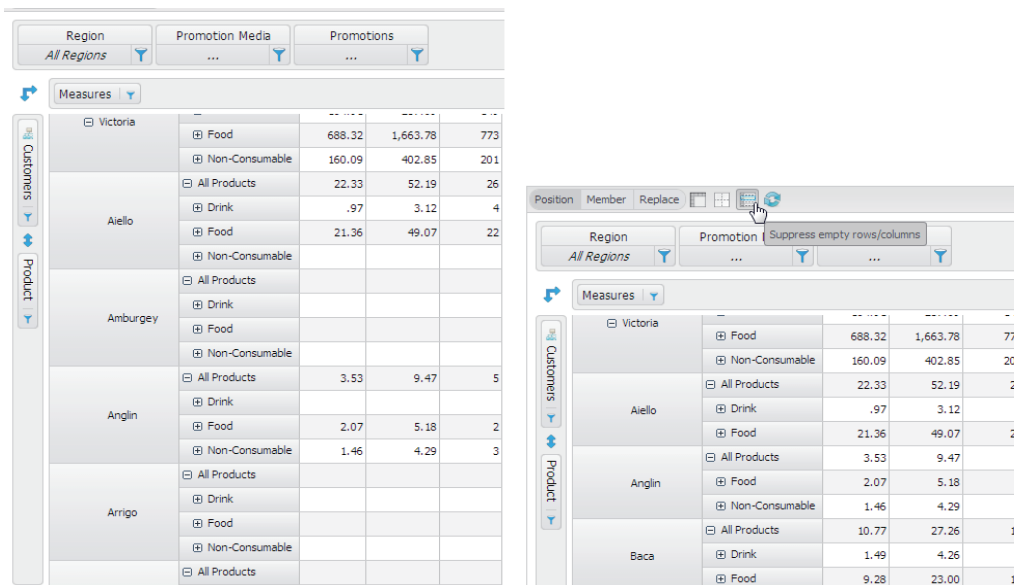 Region Promotion Media Promotions
All Regions ... ...
Measures
Customers
Product
Victoria
Food 688.32 1,663.78 773
Non-Consumable 160.09 402.85 201
All Products 22.33 52.19 26
Aiello
Drink .97 3.12 4
Food 21.36 49.07 22
Non-Consumable
All Products
Amburgey
Drink
Food
Non-Consumable
All Products 3.53 9.47 5
Anglin
Drink
Food 2.07 5.18 2
Non-Consumable 1.46 4.29 3
All Products
Arrigo
Drink
Food
Non-Consumable
All Products
Position Member Replace
Suppress empty rows/columns
Region Promotion
All Regions ... ...
Measures
Customers
Product
Victoria
Food 688.32 1,663.78
Non-Consumable 160.09 402.85
All Products 22.33 52.19
Aiello
Drink .97 3.12
Food 21.36 49.07
All Products 3.53 9.47
Anglin
Food 2.07 5.18
Non-Consumable 1.46 4.29
All Products 10.77 27.26
Baca
Drink 1.49 4.26
Food 9.28 23.00